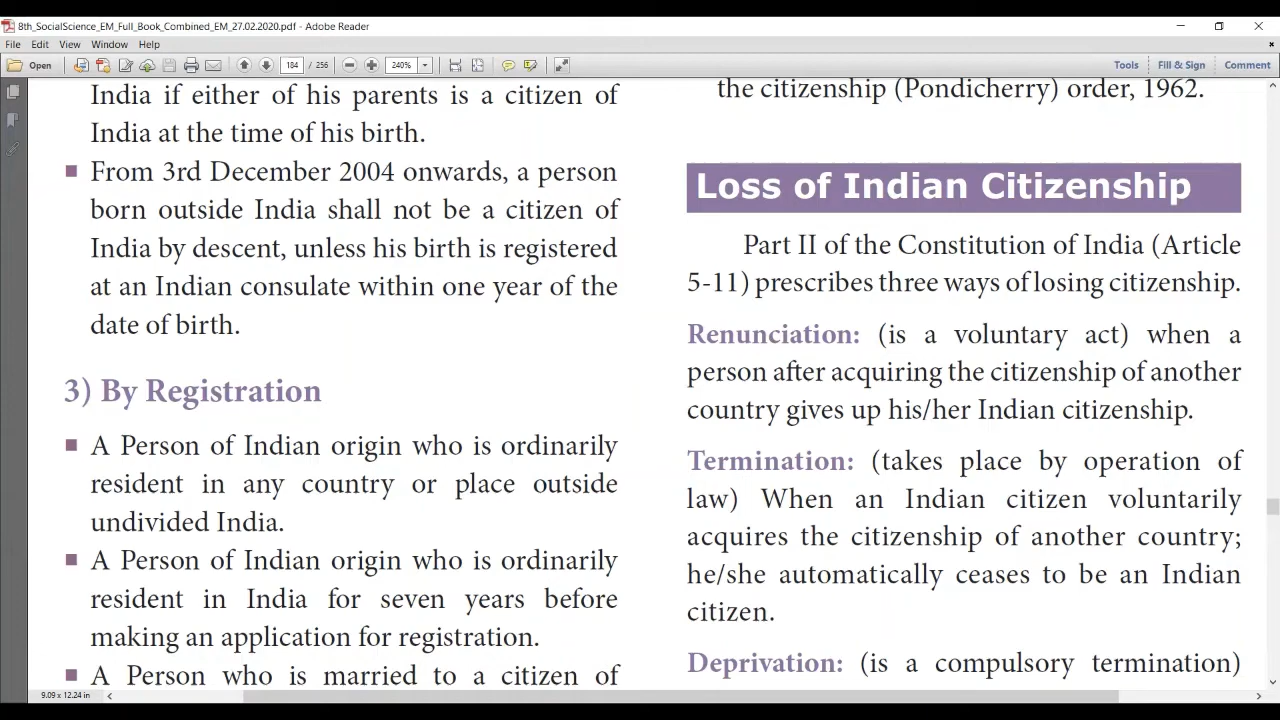 8th_SocialScience_EM_Full_Book_Combined_EM_27.02.2020.pdf - Adobe Reader
File Edit View Window Help
Open 184 / 256 240% Tools Fill & Sign Comment
India if either of his parents is a citizen of
India at the time of his birth.
From 3rd December 2004 onwards, a person
born outside India shall not be a citizen of
India by descent, unless his birth is registered
at an Indian consulate within one year of the
date of birth.
3) By Registration
A Person of Indian origin who is ordinarily
resident in any country or place outside
undivided India.
A Person of Indian origin who is ordinarily
resident in India for seven years before
making an application for registration.
A Person who is married to a citizen of
the citizenship (Pondicherry) order, 1962.
Loss of Indian Citizenship
Part II of the Constitution of India (Article
5-11) prescribes three ways of losing citizenship.
Renunciation: (is a voluntary act) when a
person after acquiring the citizenship of another
country gives up his/her Indian citizenship.
Termination: (takes place by operation of
law) When an Indian citizen voluntarily
acquires the citizenship of another country;
he/she automatically ceases to be an Indian
citizen.
Deprivation: (is a compulsory termination)
9.09 x 12.24 in